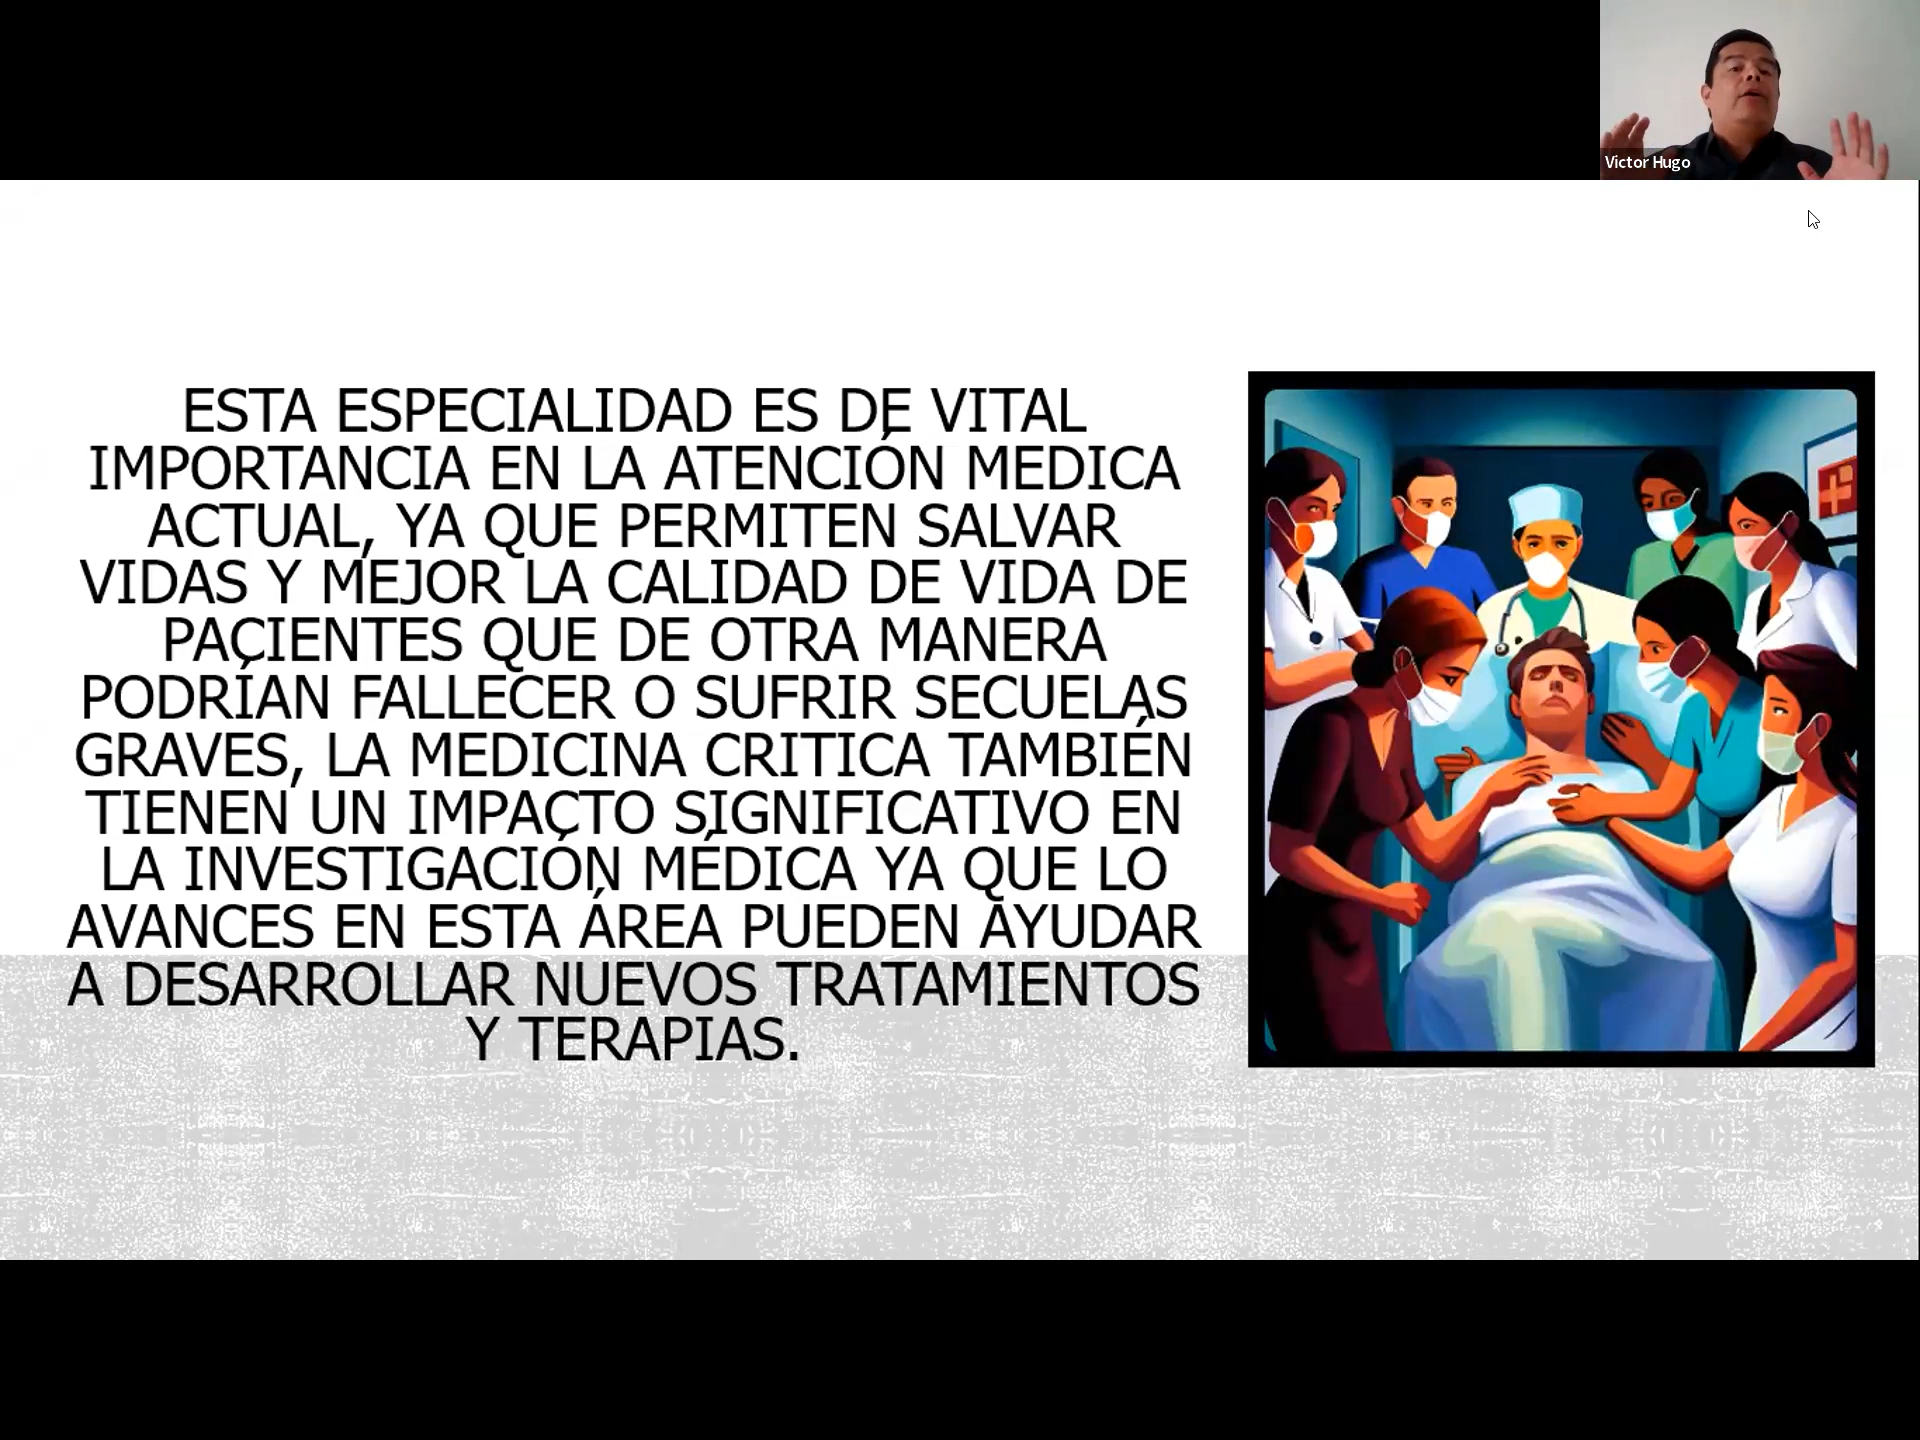 Victor Hugo
ESTA ESPECIALIDAD ES DE VITAL
IMPORTANCIA EN LA ATENCIÓN MEDICA
ACTUAL, YA QUE PERMITEN SALVAR
VIDAS Y MEJOR LA CALIDAD DE VIDA DE
PACIENTES QUE DE OTRA MANERA
PODRÍAN FALLECER O SUFRIR SECUELAS
GRAVES, LA MEDICINA CRITICA TAMBIÉN
TIENEN UN IMPACTO SIGNIFICATIVO EN
LA INVESTIGACIÓN MÉDICA YA QUE LO
AVANCES EN ESTA ÁREA PUEDEN AYUDAR
A DESARROLLAR NUEVOS TRATAMIENTOS
Y TERAPIAS.